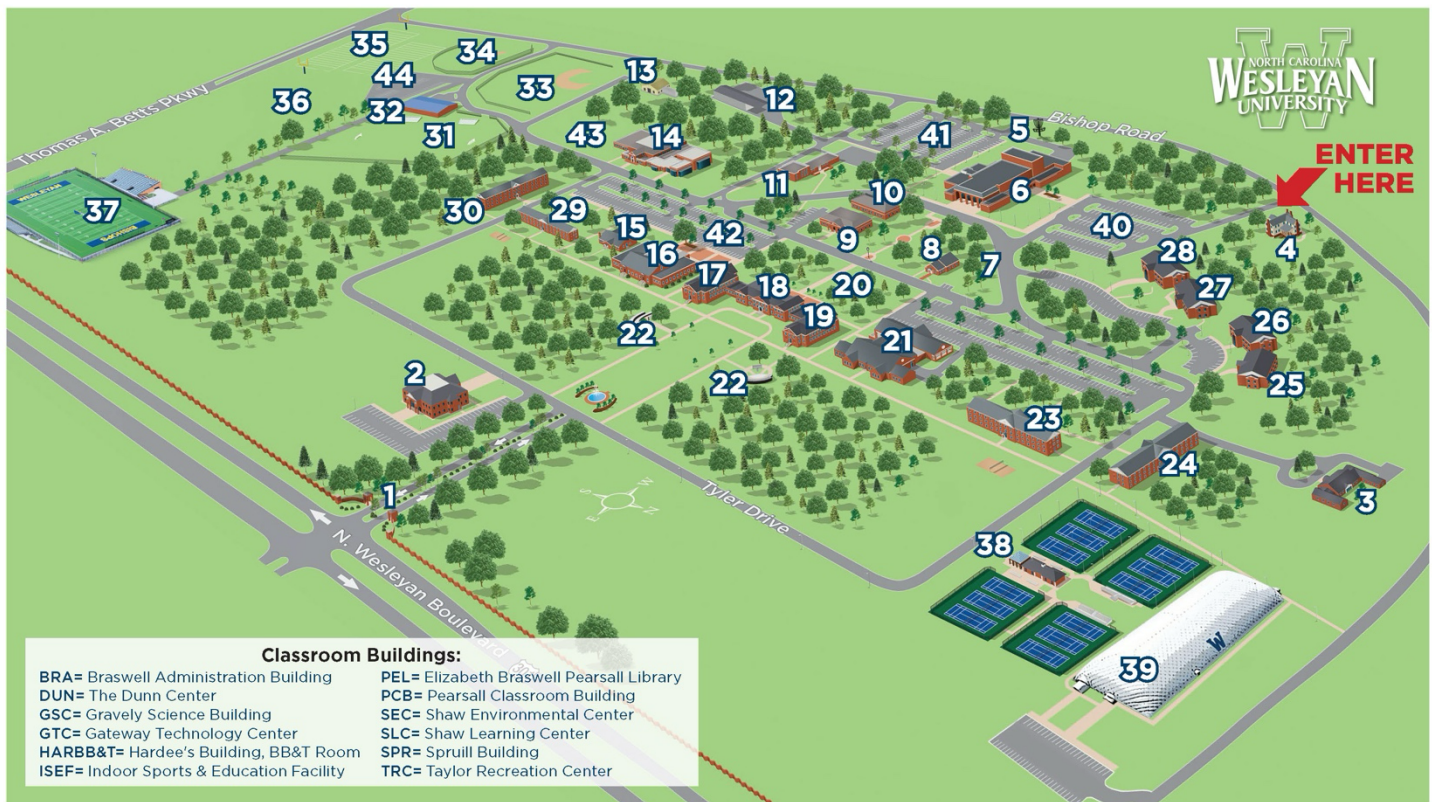 35
34
44
36
33
13
32
12
31
43
14
41
5
NORTH CAROLINA
WESLEYAN
UNIVERSITY
Thomas A. Betts Pkwy
Bishop Road
ENTER
HERE
WESLEYAN
37
BISHOPS
30
29
11
10
6
15
42
9
8
7
40
28
4
16
17
18
20
27
19
22
21
26
25
2
22
23
24
3
1
S
W
E
N
Tyler Drive
38
N. Wesleyan Boulevard
W
39
Classroom Buildings:
BRA= Braswell Administration Building
DUN= The Dunn Center
GSC= Gravely Science Building
GTC= Gateway Technology Center
HARBB&T= Hardee's Building, BB&T Room
ISEF= Indoor Sports & Education Facility
PEL= Elizabeth Braswell Pearsall Library
PCB= Pearsall Classroom Building
SEC= Shaw Environmental Center
SLC= Shaw Learning Center
SPR= Spruill Building
TRC= Taylor Recreation Center